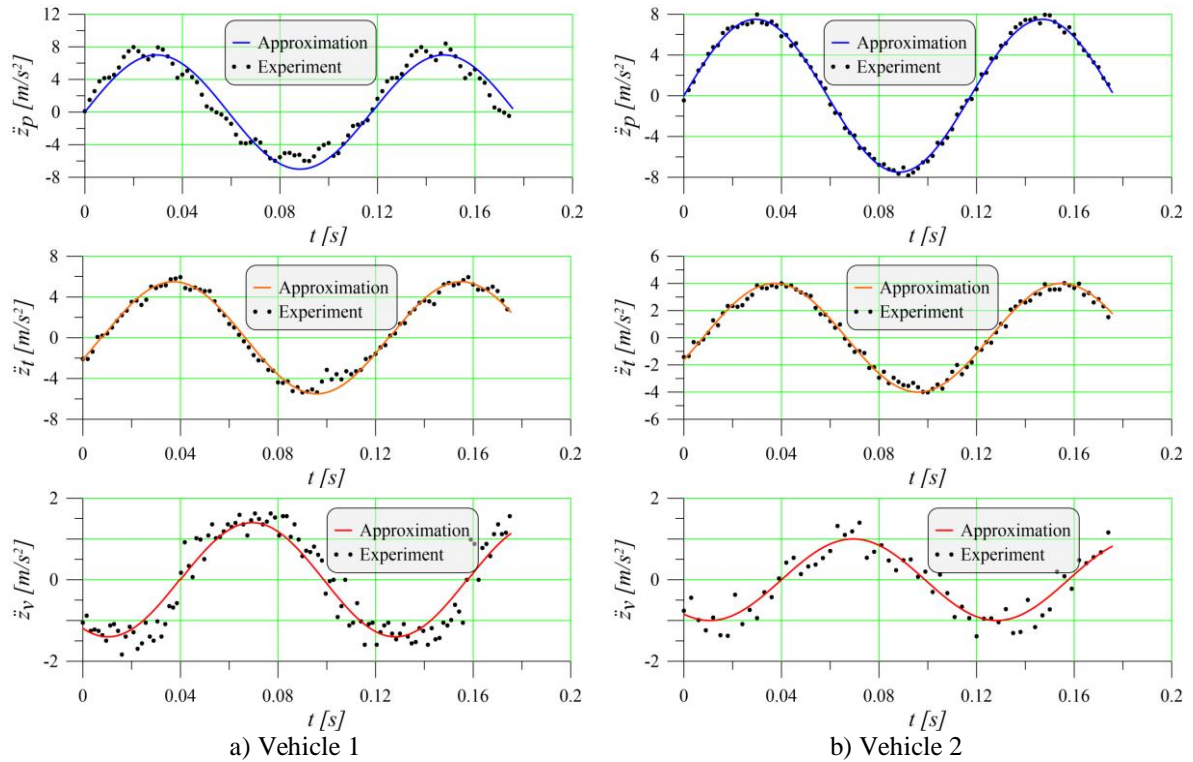 12
8
4
0
-4
-8
z̈p [m/s²]
Approximation
Experiment
0 0.04 0.08 0.12 0.16 0.2
t [s]
8
4
0
-4
-8
z̈t [m/s²]
Approximation
Experiment
0 0.04 0.08 0.12 0.16 0.2
t [s]
2
1
0
-1
-2
z̈v [m/s²]
Approximation
Experiment
0 0.04 0.08 0.12 0.16 0.2
t [s]
a) Vehicle 1
8
4
0
-4
-8
z̈p [m/s²]
Approximation
Experiment
0 0.04 0.08 0.12 0.16 0.2
t [s]
6
4
2
0
-2
-4
-6
z̈t [m/s²]
Approximation
Experiment
0 0.04 0.08 0.12 0.16 0.2
t [s]
2
1
0
-1
-2
z̈v [m/s²]
Approximation
Experiment
0 0.04 0.08 0.12 0.16 0.2
t [s]
b) Vehicle 2